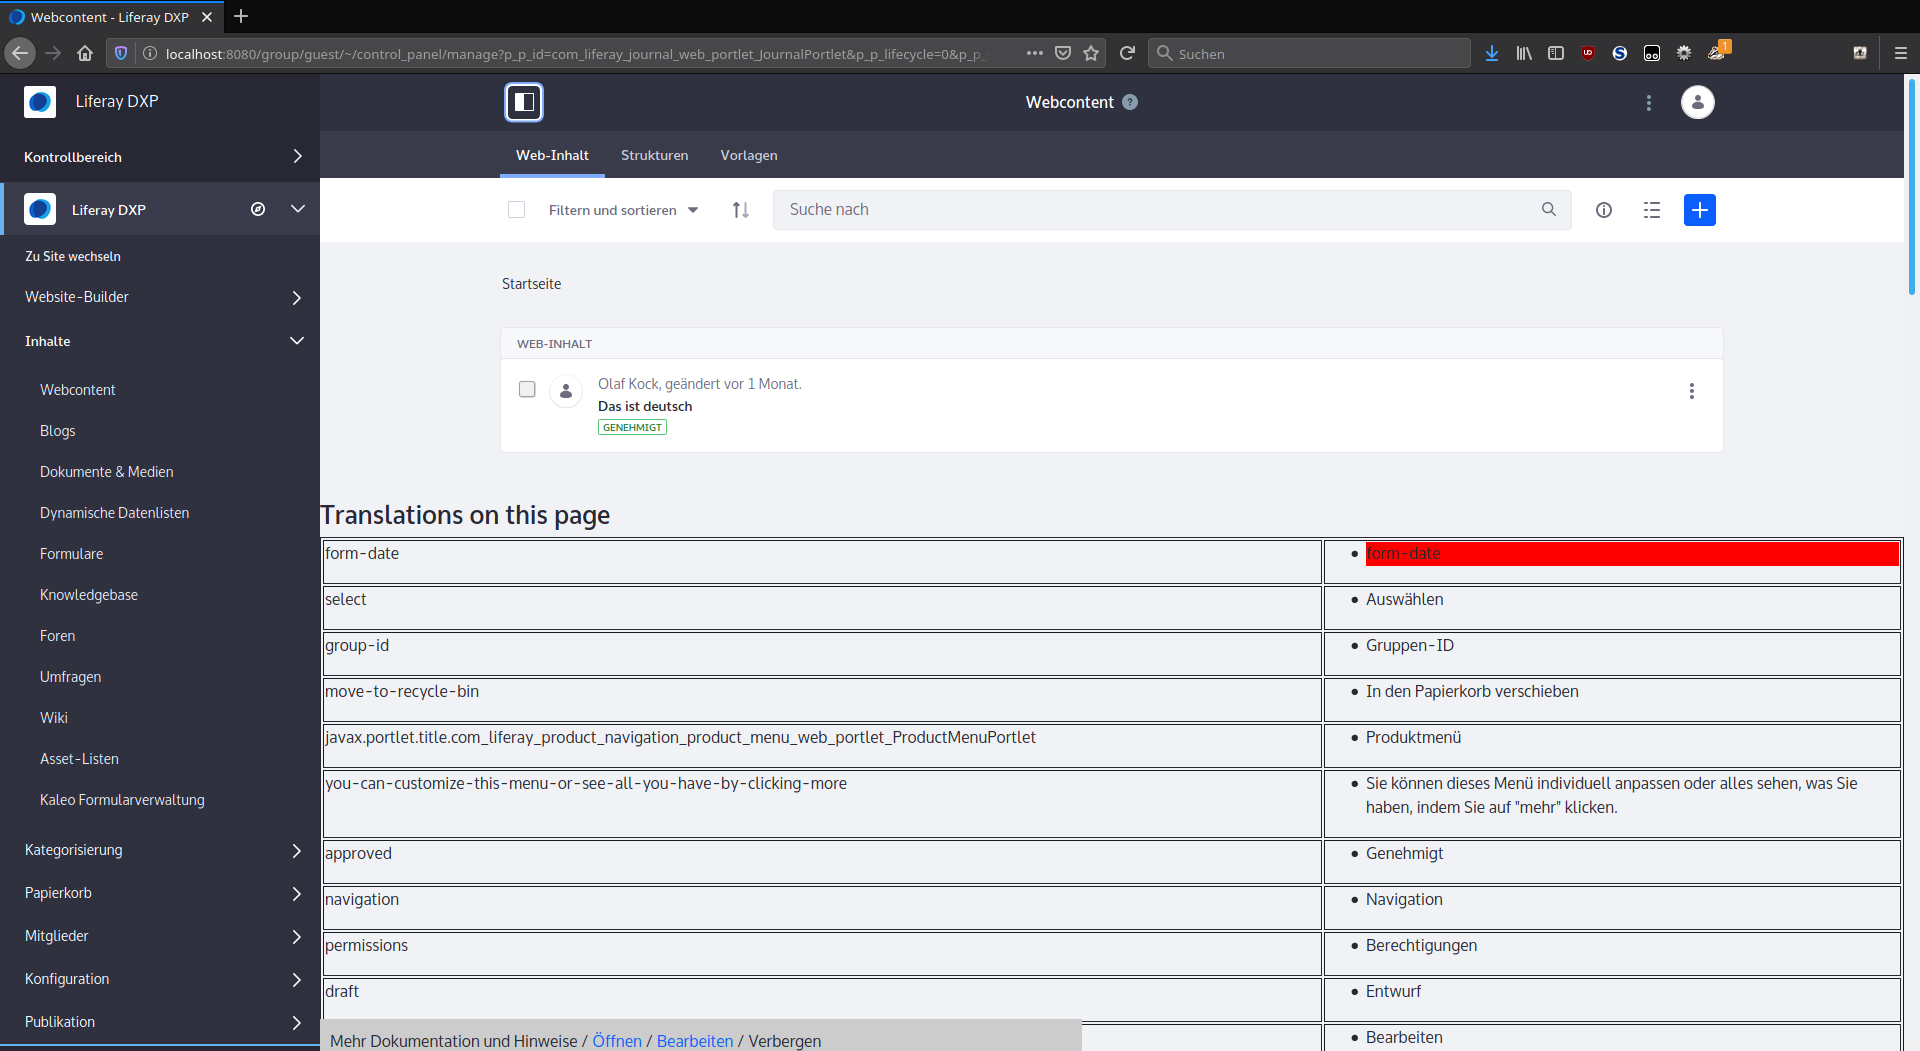 Webcontent - Liferay DXP
localhost:8080/group/guest/~/control_panel/manage?p_p_id=com_liferay_journal_web_portlet_JournalPortlet&p_p_lifecycle=0&p_p_
Suchen
1
Liferay DXP
Kontrollbereich
Liferay DXP
Zu Site wechseln
Website-Builder
Inhalte
Webcontent
Blogs
Dokumente & Medien
Dynamische Datenlisten
Formulare
Knowledgebase
Foren
Umfragen
Wiki
Asset-Listen
Kaleo Formularverwaltung
Kategorisierung
Papierkorb
Mitglieder
Konfiguration
Publikation
Webcontent ?
Web-Inhalt Strukturen Vorlagen
Filtern und sortieren
Suche nach
Startseite
WEB-INHALT
Olaf Kock, geändert vor 1 Monat.
Das ist deutsch
GENEHMIGT
Translations on this page
form-date • form-date
select • Auswählen
group-id • Gruppen-ID
move-to-recycle-bin • In den Papierkorb verschieben
javax.portlet.title.com_liferay_product_navigation_product_menu_web_portlet_ProductMenuPortlet • Produktmenü
you-can-customize-this-menu-or-see-all-you-have-by-clicking-more • Sie können dieses Menü individuell anpassen oder alles sehen, was Sie
haben, indem Sie auf "mehr" klicken.
approved • Genehmigt
navigation • Navigation
permissions • Berechtigungen
draft • Entwurf
• Bearbeiten
Mehr Dokumentation und Hinweise / Öffnen / Bearbeiten / Verbergen